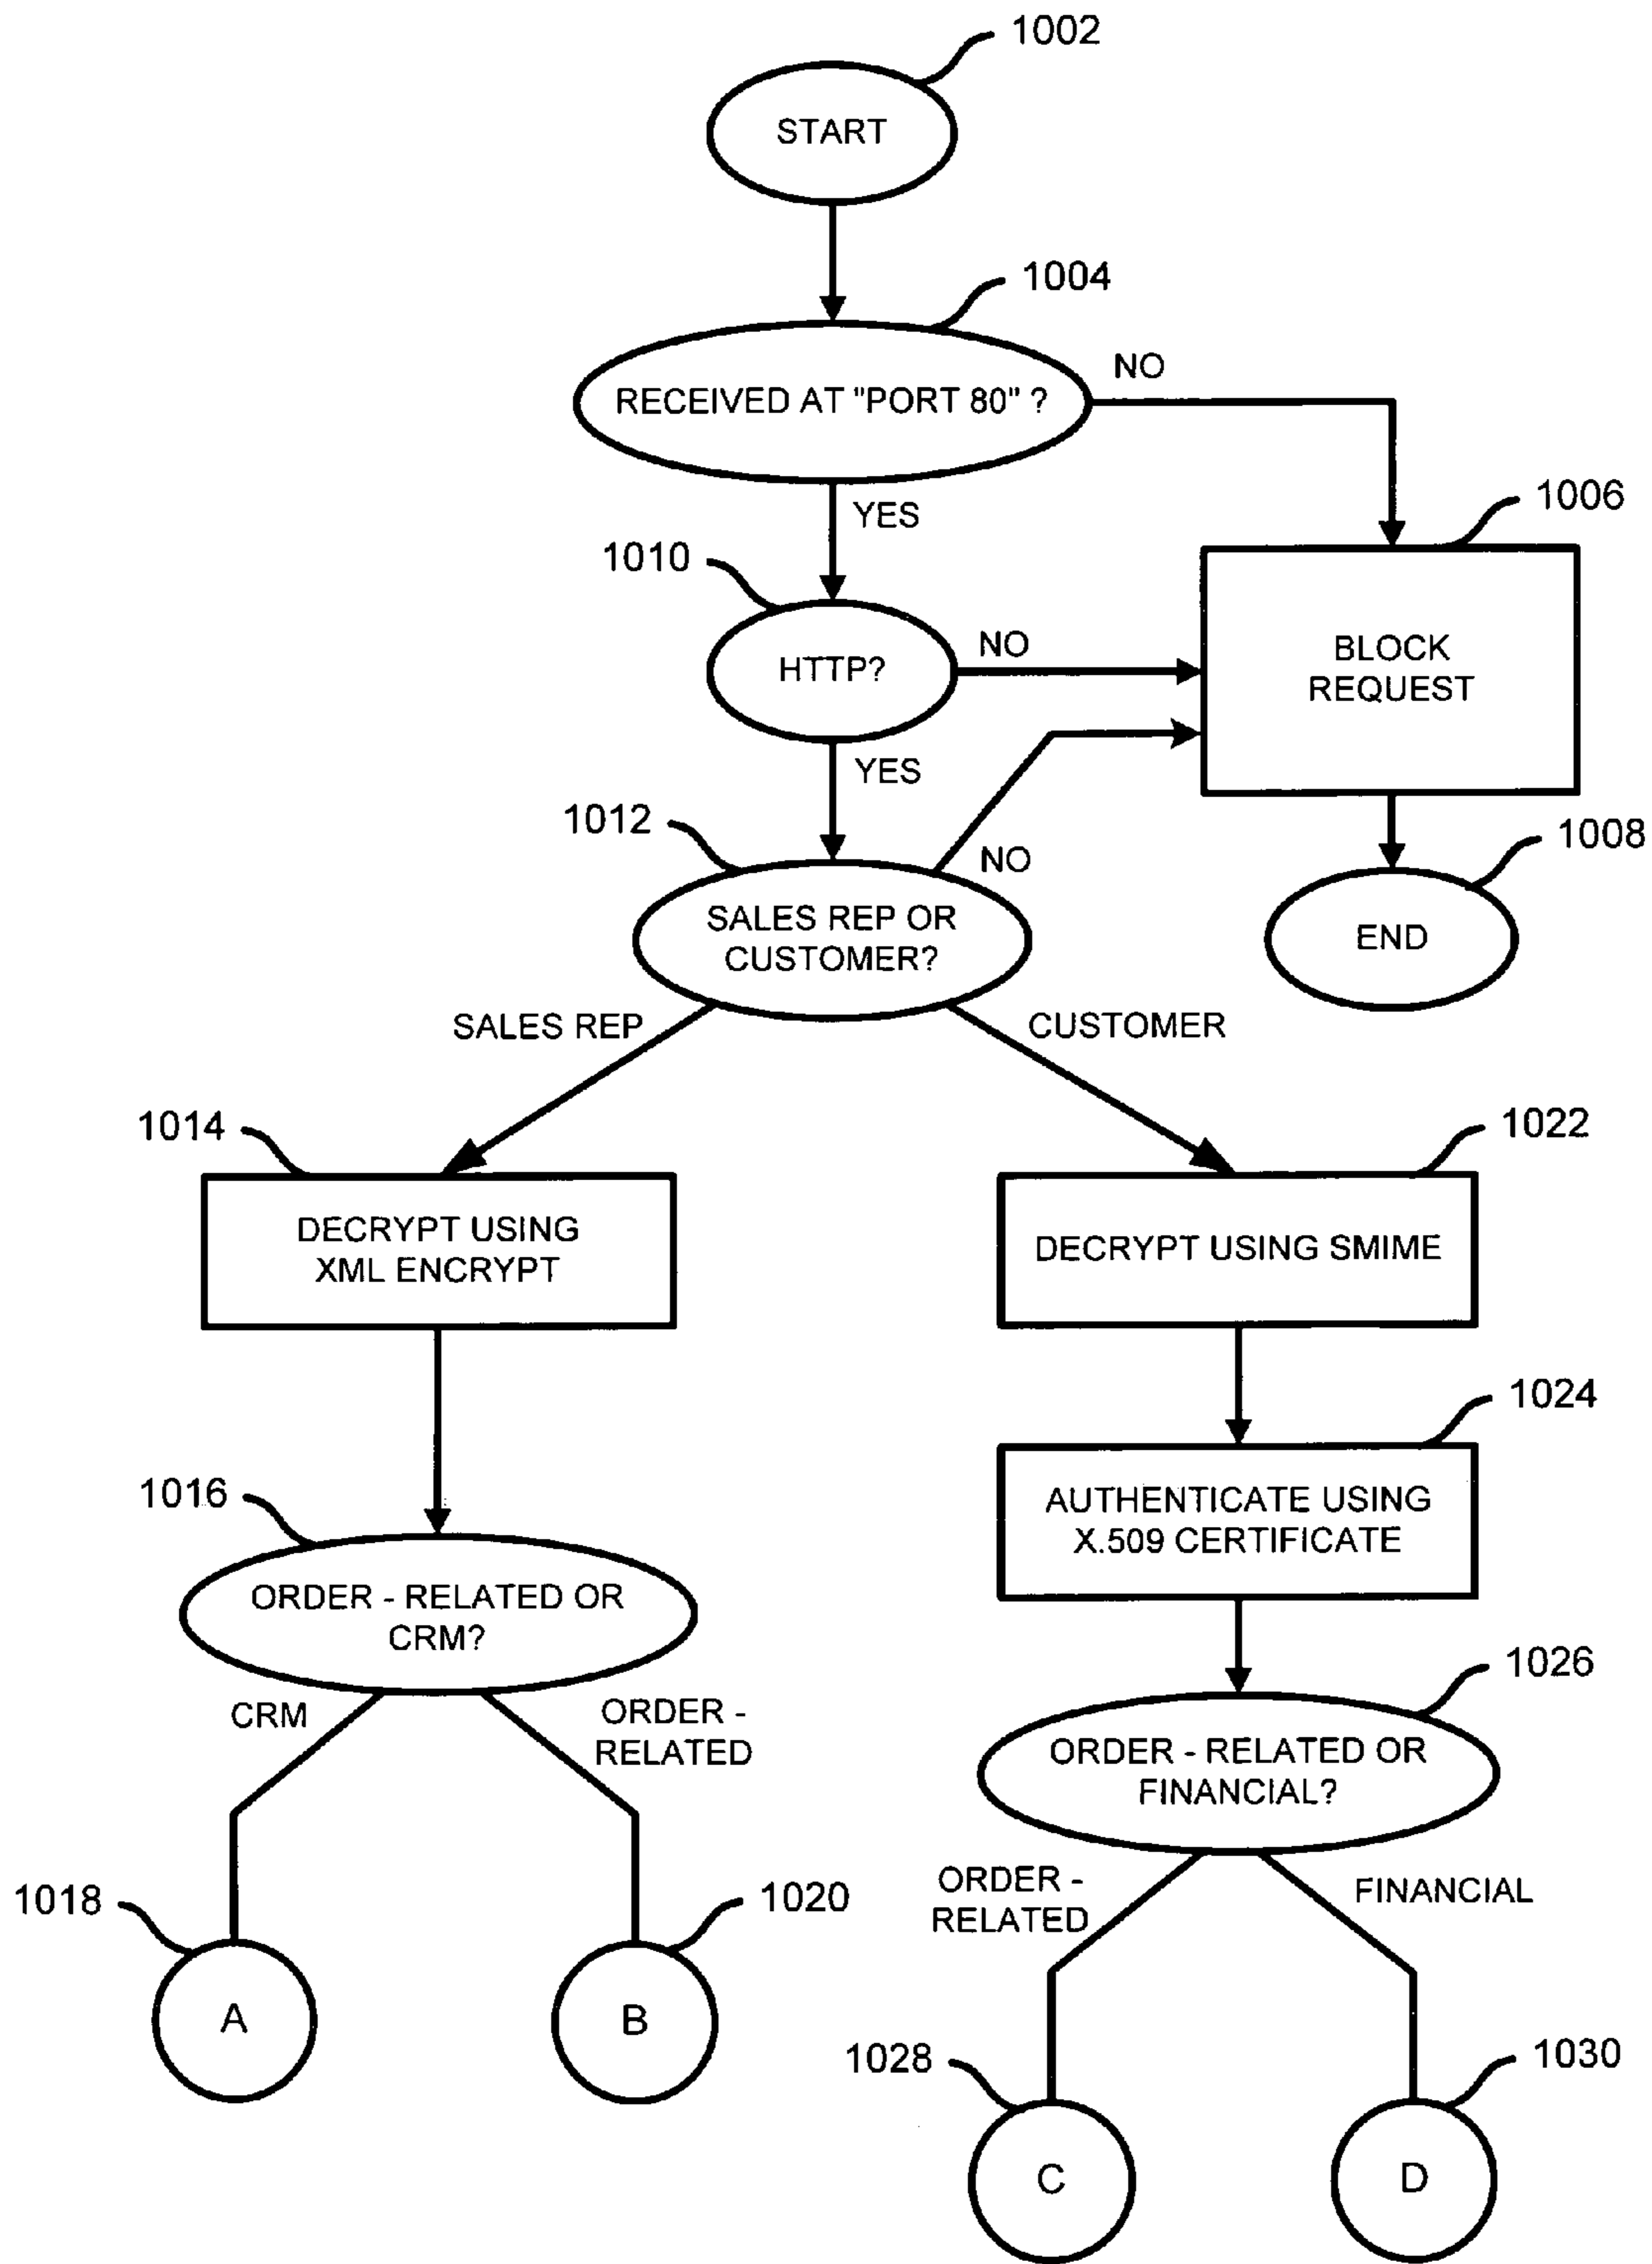 1002
START
1004
RECEIVED AT "PORT 80" ?
NO
YES
1006
1010
HTTP?
NO
BLOCK
REQUEST
YES
1012
NO
1008
SALES REP OR
CUSTOMER?
END
SALES REP
CUSTOMER
1014
1022
DECRYPT USING
XML ENCRYPT
DECRYPT USING SMIME
1024
AUTHENTICATE USING
X.509 CERTIFICATE
1016
ORDER - RELATED OR
CRM?
1026
CRM
ORDER -
RELATED
ORDER - RELATED OR
FINANCIAL?
1018
1020
ORDER -
RELATED
FINANCIAL
A
B
1028
1030
C
D